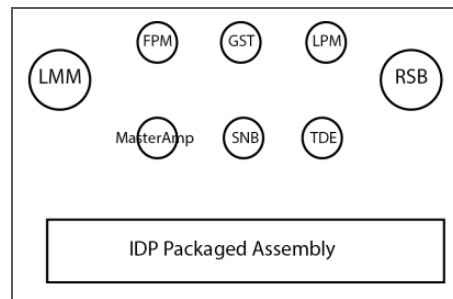 FPM GST LPM
LMM RSB
MasterAmp SNB TDE
IDP Packaged Assembly